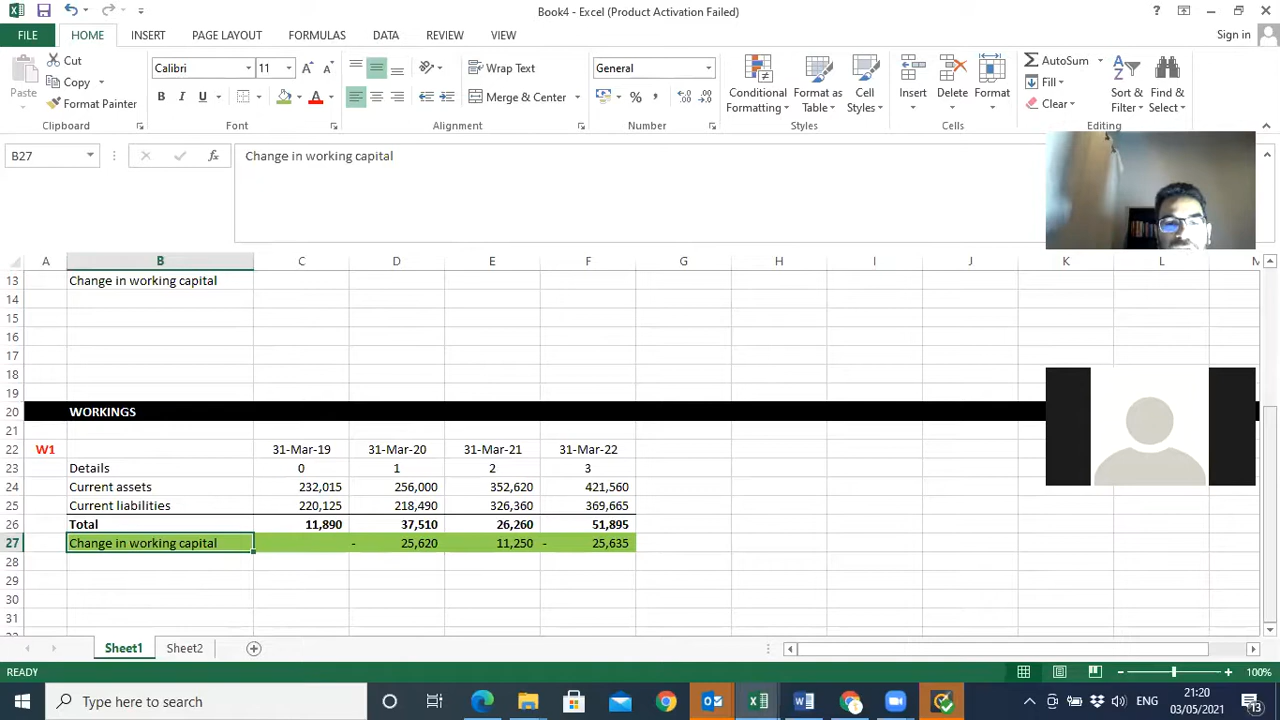 Book4 - Excel (Product Activation Failed)
FILE HOME INSERT PAGE LAYOUT FORMULAS DATA REVIEW VIEW Sign in
Cut
Copy
Format Painter
Paste
Clipboard
Calibri 11
B I U
Font
Wrap Text
Merge & Center
Alignment
General
Number
Conditional Formatting
Format as Table
Cell Styles
Styles
Insert Delete Format
Cells
AutoSum
Fill
Clear
Sort & Filter
Find & Select
Editing
B27 fx Change in working capital
A B C D E F G H I J K L M
13 Change in working capital
14
15
16
17
18
19
20 WORKINGS
21
22 W1 31-Mar-19 31-Mar-20 31-Mar-21 31-Mar-22
23 Details 0 1 2 3
24 Current assets 232,015 256,000 352,620 421,560
25 Current liabilities 220,125 218,490 326,360 369,665
26 Total 11,890 37,510 26,260 51,895
27 Change in working capital - 25,620 11,250 - 25,635
28
29
30
31
Sheet1 Sheet2
READY 100%
Type here to search
ENG
21:20
03/05/2021
13